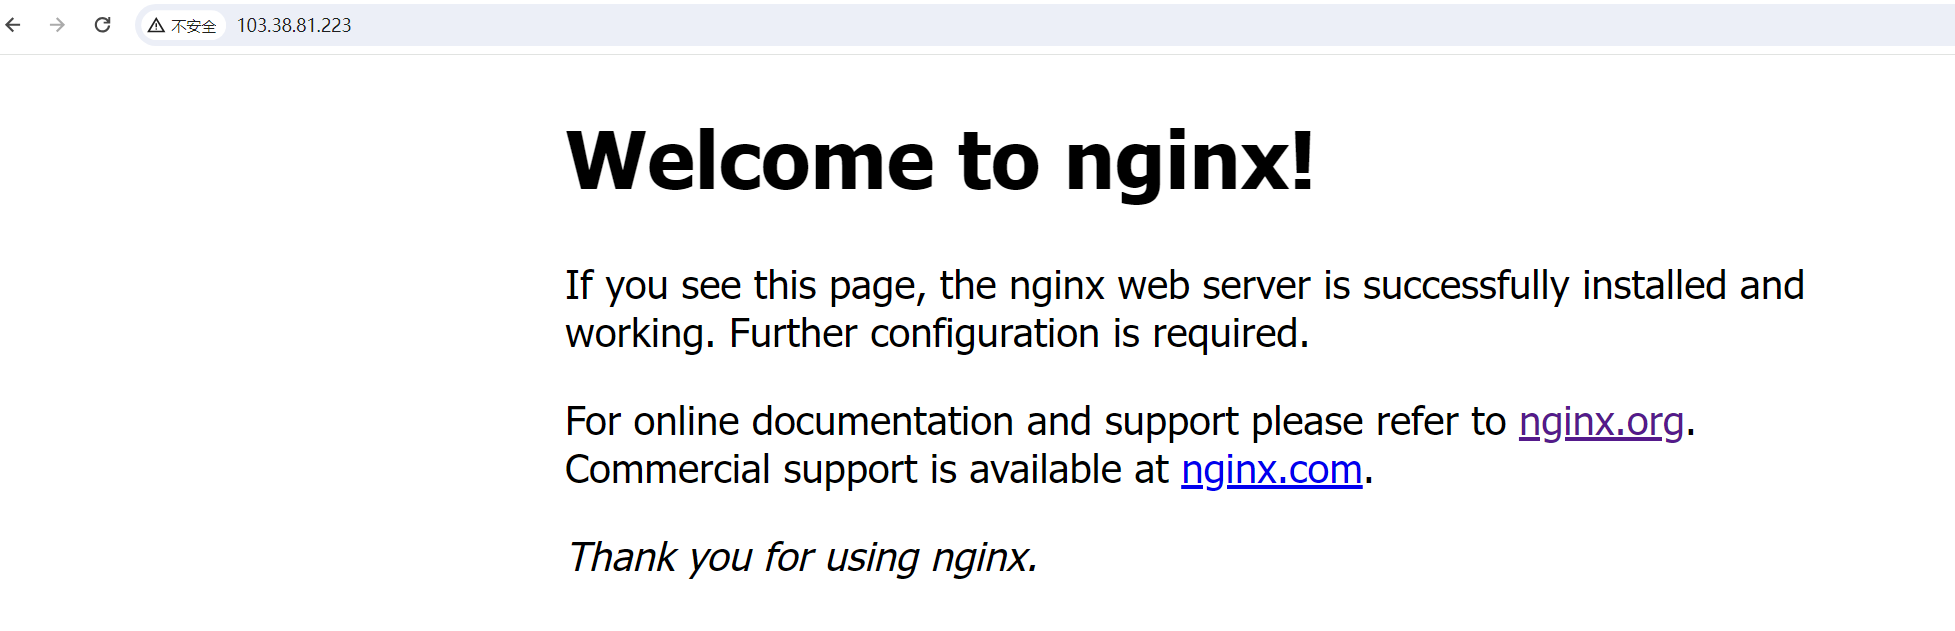 不安全 103.38.81.223
Welcome to nginx!
If you see this page, the nginx web server is successfully installed and
working. Further configuration is required.
For online documentation and support please refer to nginx.org.
Commercial support is available at nginx.com.
Thank you for using nginx.